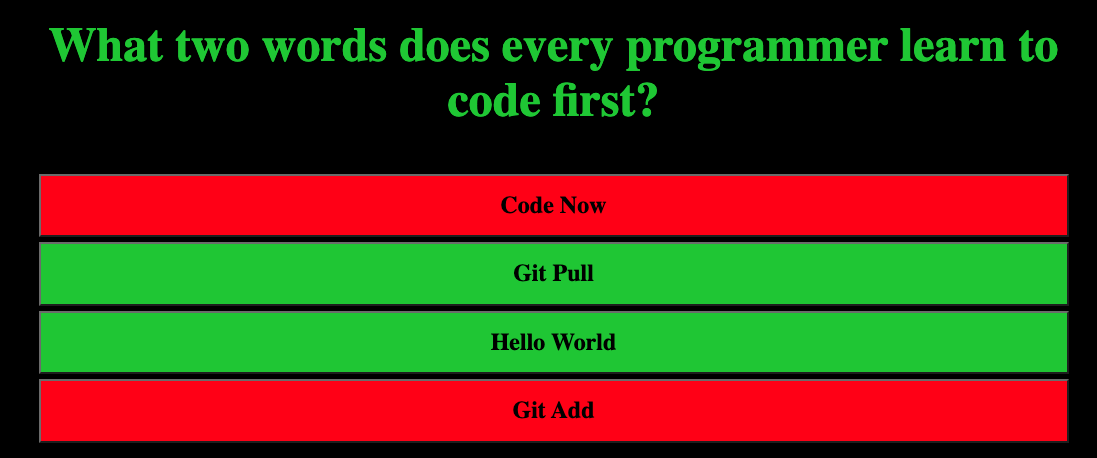 What two words does every programmer learn to
code first?
Code Now
Git Pull
Hello World
Git Add